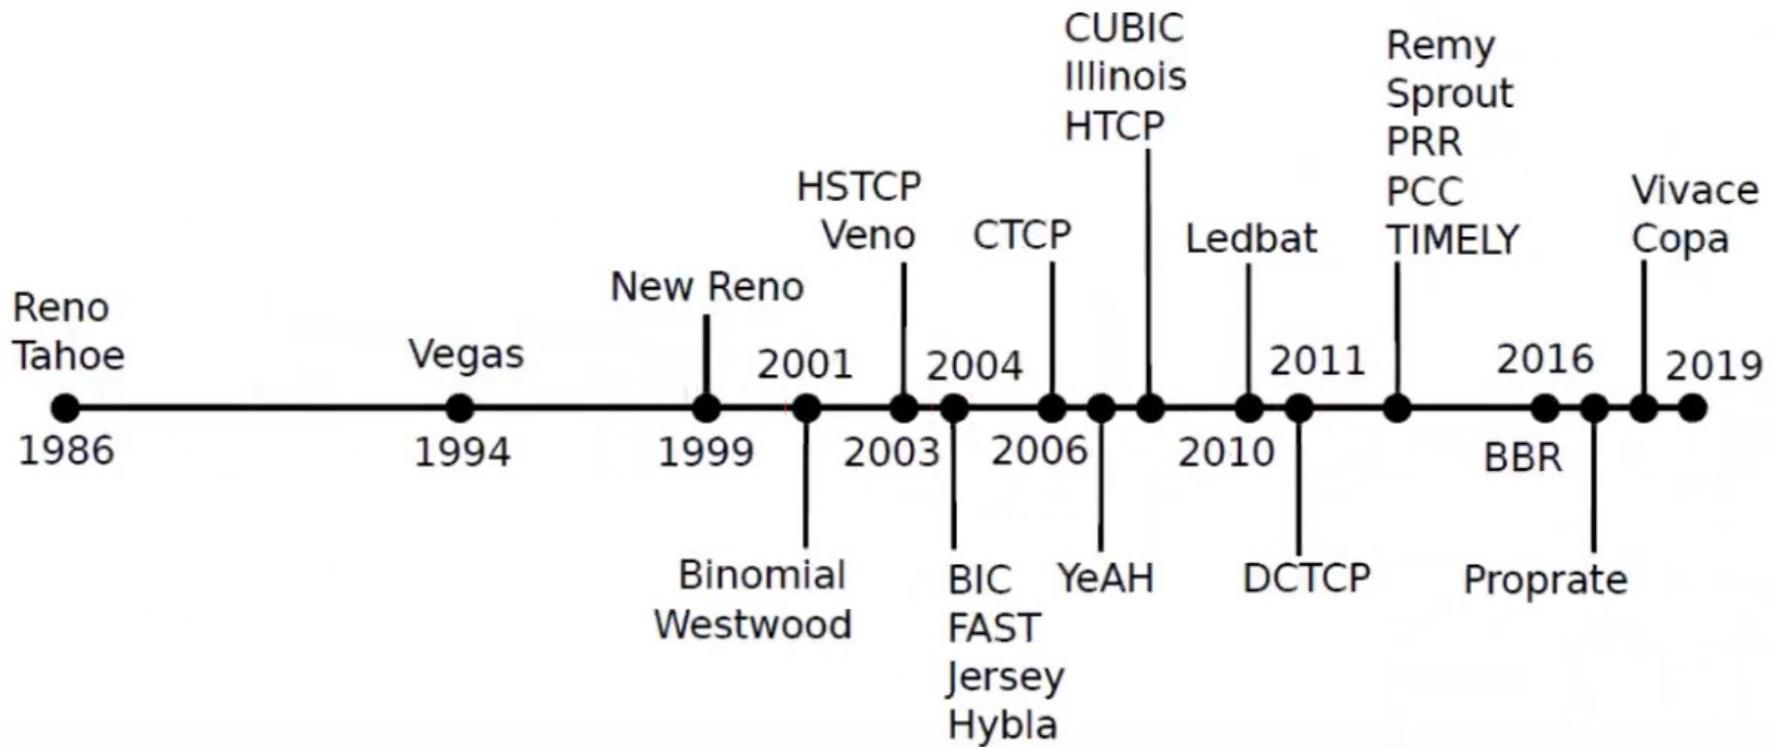 CUBIC
Illinois
HTCP
Remy
Sprout
PRR
PCC
TIMELY
HSTCP
Veno
CTCP
Ledbat
Vivace
Copa
New Reno
Reno
Tahoe
Vegas
2001
2004
2011
2016
2019
1986
1994
1999
2003
2006
2010
BBR
Binomial
Westwood
BIC
FAST
Jersey
Hybla
YeAH
DCTCP
Proprate